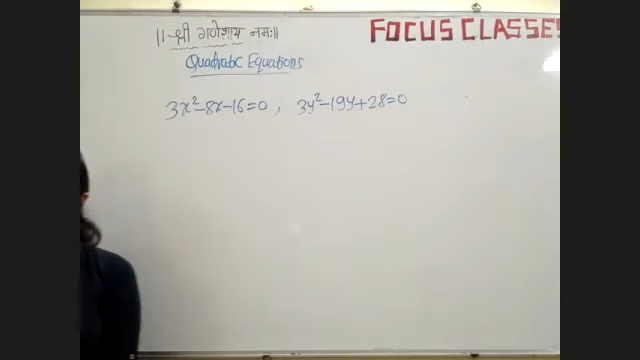 ॥ श्री गणेशाय नमः॥
FOCUS CLASSES
Quadratic Equations
3x²-8x-16=0, 3y²-19y+28=0